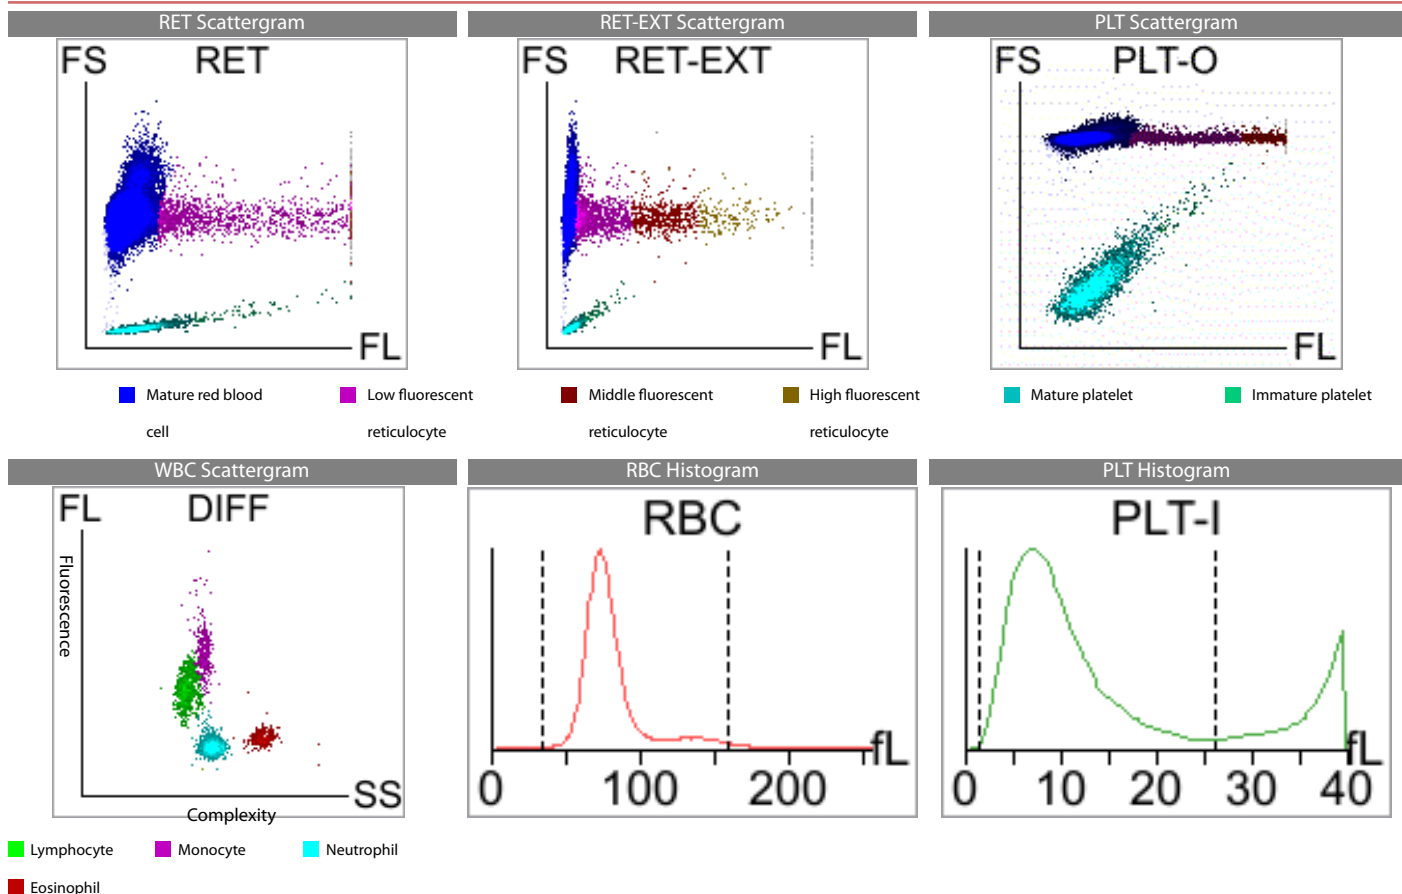 RET Scattergram
RET-EXT Scattergram
PLT Scattergram
FS RET
FL
FS RET-EXT
FL
FS PLT-O
FL
Mature red blood
cell
Low fluorescent
reticulocyte
Middle fluorescent
reticulocyte
High fluorescent
reticulocyte
Mature platelet
Immature platelet
WBC Scattergram
RBC Histogram
PLT Histogram
FL DIFF
Fluorescence
SS
Complexity
RBC
fL
0 100 200
PLT-I
fL
0 10 20 30 40
Lymphocyte
Monocyte
Neutrophil
Eosinophil